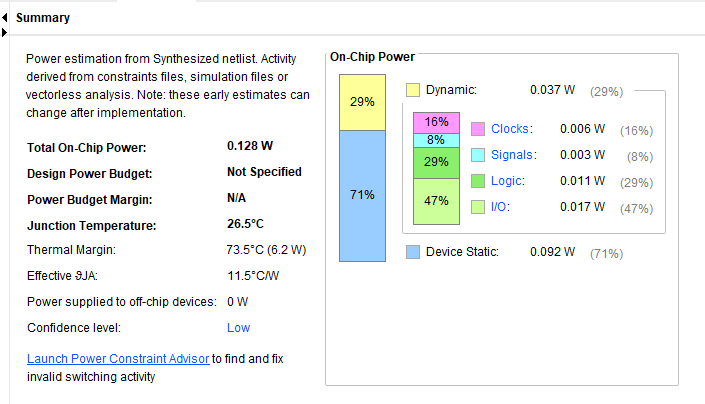 Summary
Power estimation from Synthesized netlist. Activity
derived from constraints files, simulation files or
vectorless analysis. Note: these early estimates can
change after implementation.
Total On-Chip Power: 0.128 W
Design Power Budget: Not Specified
Power Budget Margin: N/A
Junction Temperature: 26.5°C
Thermal Margin: 73.5°C (6.2 W)
Effective ϑJA: 11.5°C/W
Power supplied to off-chip devices: 0 W
Confidence level: Low
Launch Power Constraint Advisor to find and fix
invalid switching activity
On-Chip Power
29%
71%
Dynamic: 0.037 W (29%)
16%
8%
29%
47%
Clocks: 0.006 W (16%)
Signals: 0.003 W (8%)
Logic: 0.011 W (29%)
I/O: 0.017 W (47%)
Device Static: 0.092 W (71%)